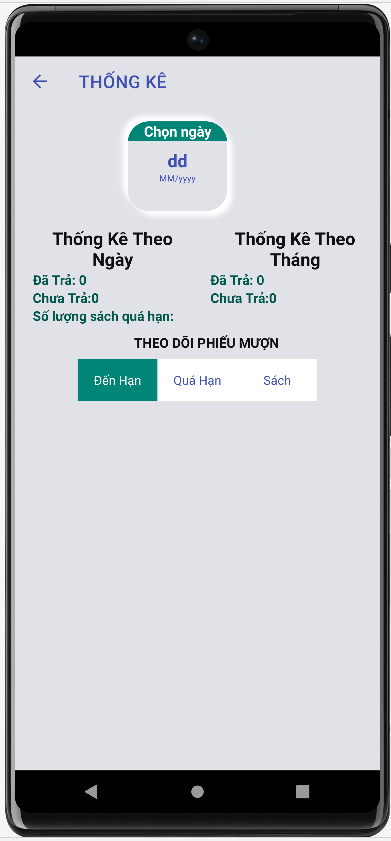 THỐNG KÊ
Chọn ngày
dd
MM/yyyy
Thống Kê Theo
Ngày
Đã Trả: 0
Chưa Trả:0
Số lượng sách quá hạn:
Thống Kê Theo
Tháng
Đã Trả: 0
Chưa Trả:0
THEO DÕI PHIẾU MƯỢN
Đến Hạn
Quá Hạn
Sách